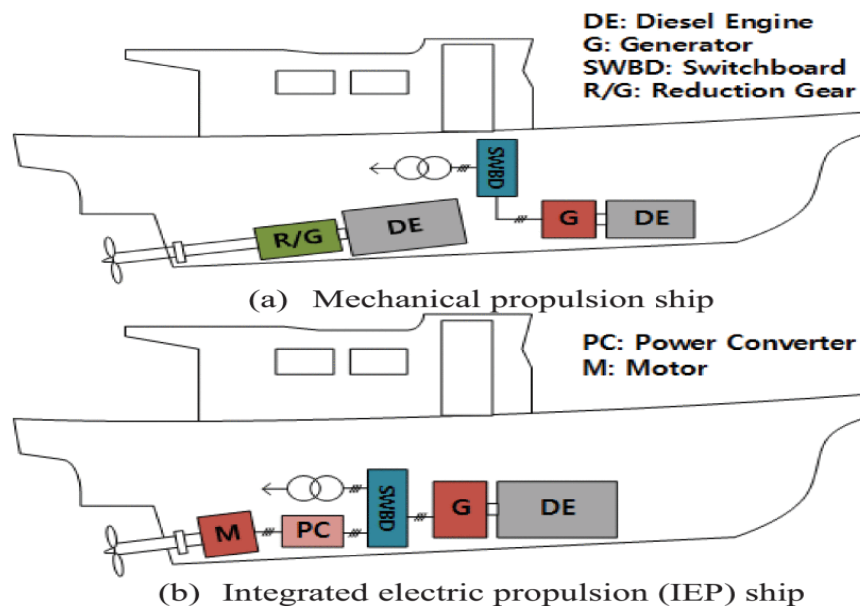 DE: Diesel Engine
G: Generator
SWBD: Switchboard
R/G: Reduction Gear
SWBD
G
DE
R/G
DE
(a) Mechanical propulsion ship
PC: Power Converter
M: Motor
SWBD
G
DE
M
PC
(b) Integrated electric propulsion (IEP) ship